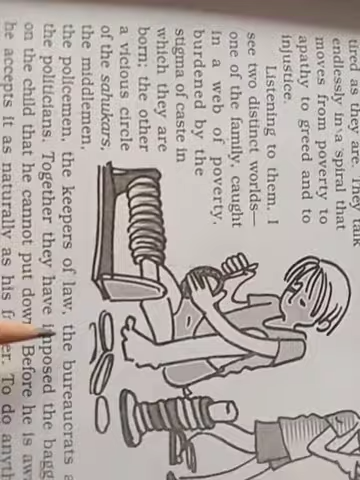 tired as they are. They talk
endlessly in a spiral that
moves from poverty to
apathy to greed and to
injustice.
Listening to them, I
see two distinct worlds—
one of the family, caught
in a web of poverty,
burdened by the
stigma of caste in
which they are
born; the other
a vicious circle
of the sahukars,
the middlemen,
the policemen, the keepers of law, the bureaucrats
the politicians. Together they have imposed the
on the child that he cannot put down. Before he is
he accepts it as naturally as his To do